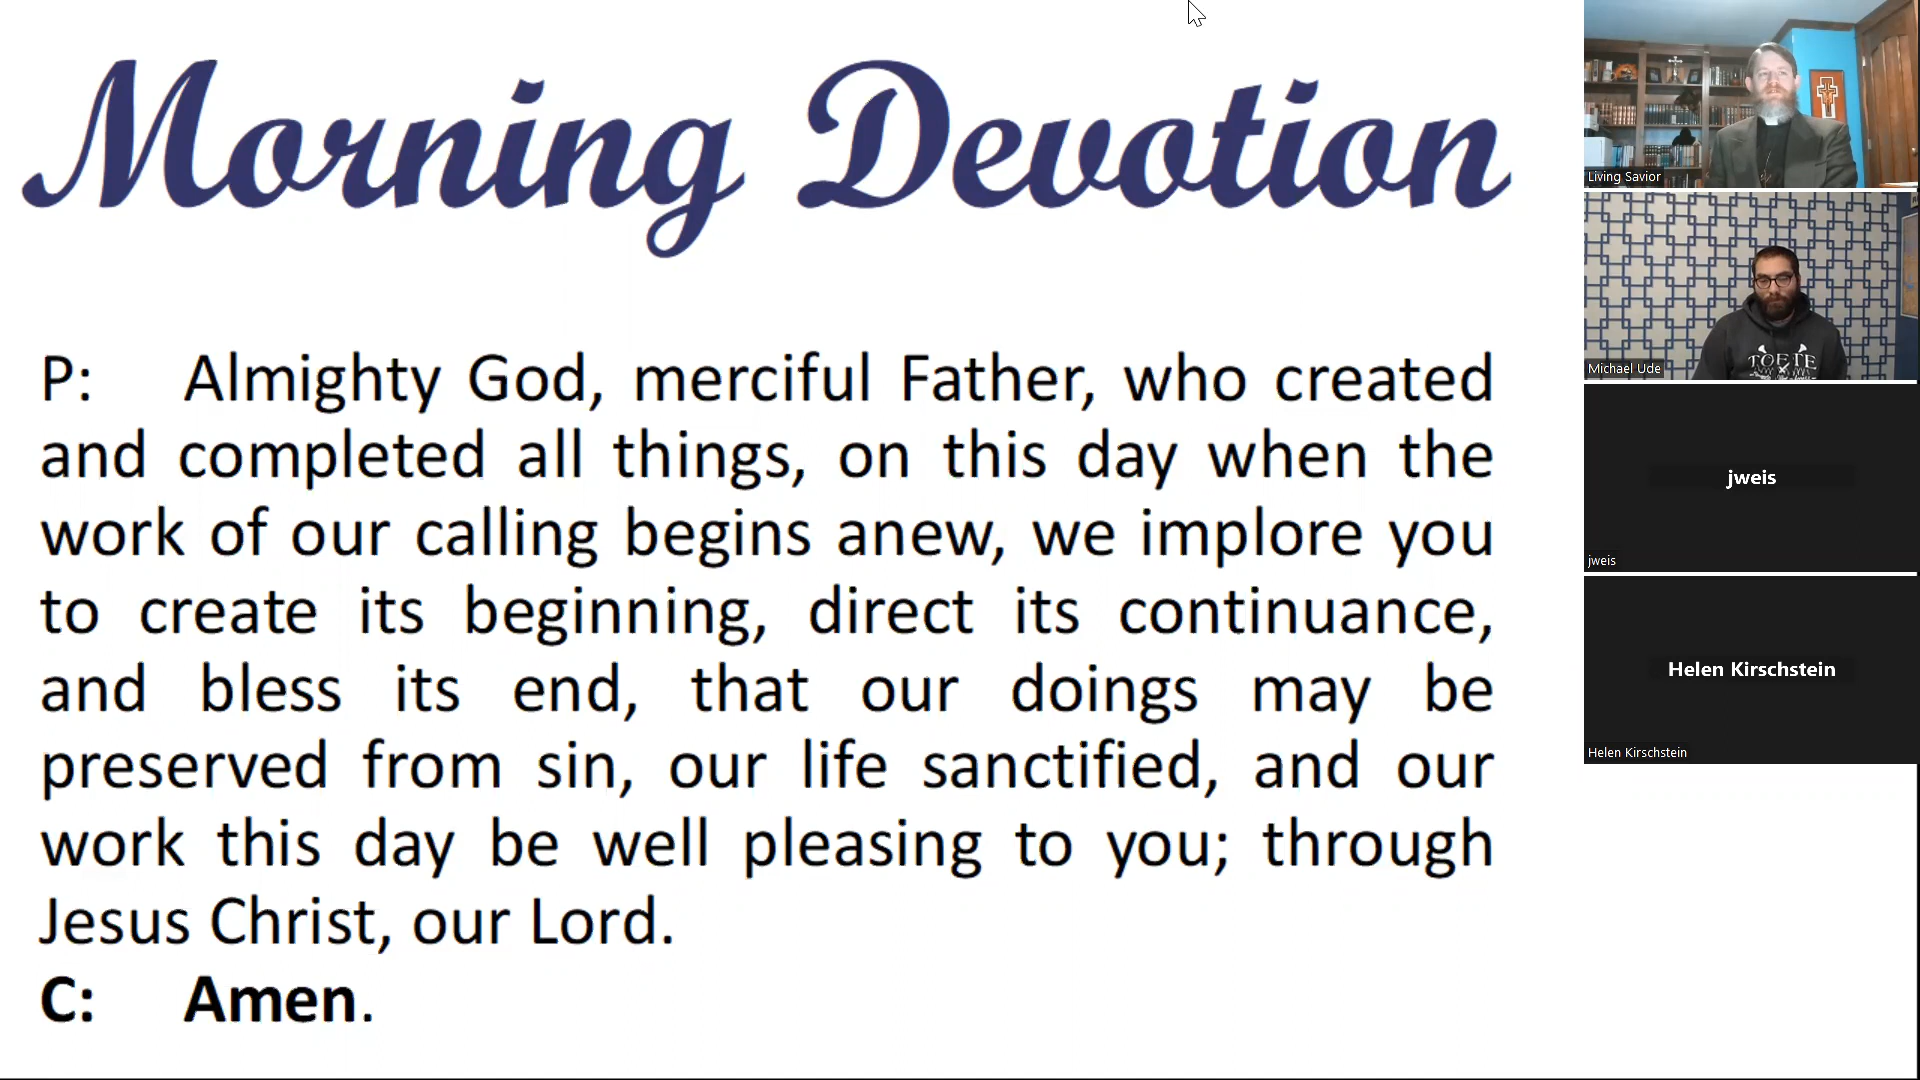 Morning Devotion
P: Almighty God, merciful Father, who created
and completed all things, on this day when the
work of our calling begins anew, we implore you
to create its beginning, direct its continuance,
and bless its end, that our doings may be
preserved from sin, our life sanctified, and our
work this day be well pleasing to you; through
Jesus Christ, our Lord.
C: Amen.
Living Savior
Michael Ude
jweis
jweis
Helen Kirschstein
Helen Kirschstein